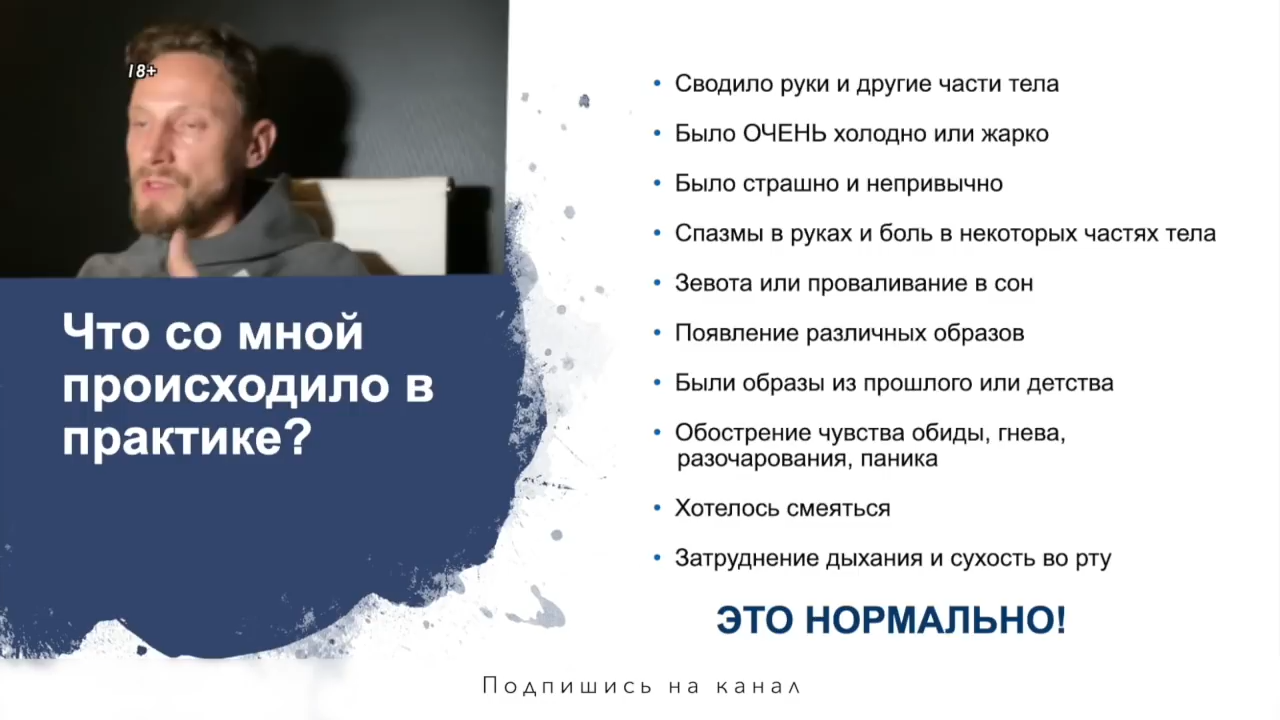 18+
Что со мной
происходило в
практике?
• Сводило руки и другие части тела
• Было ОЧЕНЬ холодно или жарко
• Было страшно и непривычно
• Спазмы в руках и боль в некоторых частях тела
• Зевота или проваливание в сон
• Появление различных образов
• Были образы из прошлого или детства
• Обострение чувства обиды, гнева,
разочарования, паника
• Хотелось смеяться
• Затруднение дыхания и сухость во рту
ЭТО НОРМАЛЬНО!
Подпишись на канал